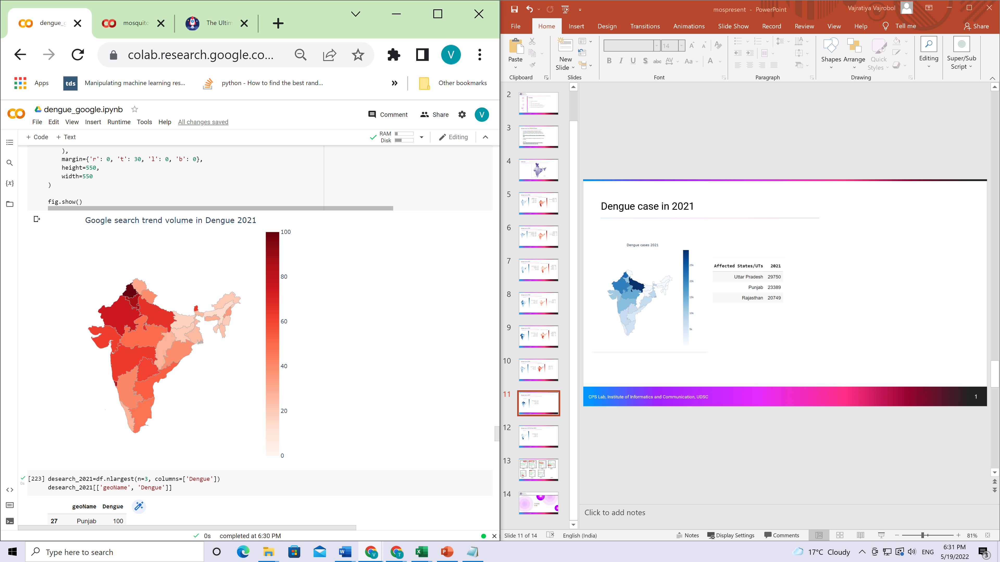 dengue_g
mosquito
The Ultim
colab.research.google.co...
V
Apps
tds
Manipulating machine learning res...
python - How to find the best rand...
»
Other bookmarks
dengue_google.ipynb
File Edit View Insert Runtime Tools Help All changes saved
Comment
Share
V
+ Code + Text
RAM
Disk
Editing
),
margin={'r': 0, 't': 30, 'l': 0, 'b': 0},
height=550,
width=550
)
fig.show()
Google search trend volume in Dengue 2021
100
80
60
40
20
0
[223] desearch_2021=df.nlargest(n=3, columns=['Dengue'])
0s
desearch_2021[['geoName', 'Dengue']]
geoName Dengue
27 Punjab 100
0s completed at 6:30 PM
mospresent - PowerPoint
Vajratiya Vajrobol
File Home Insert Design Transitions Animations Slide Show Record Review View Help Tell me Share
Paste
New
Slide
14
B I U S abc AV Aa A
Shapes Arrange Quick
Styles
Editing
Super/Sub
Script
Clipboard Slides Font Paragraph Drawing
2
3
4
5
6
7
8
9
10
11
12
13
14
Dengue case in 2021
Dengue cases 2021
25k
20k
15k
10k
5k
Affected States/UTs 2021
Uttar Pradesh 29750
Punjab 23389
Rajasthan 20749
CPS Lab, Institute of Informatics and Communication, UDSC
1
Click to add notes
Slide 11 of 14 English (India) Notes Display Settings Comments 81%
Type here to search
17°C Cloudy
ENG
6:31 PM
5/19/2022
3